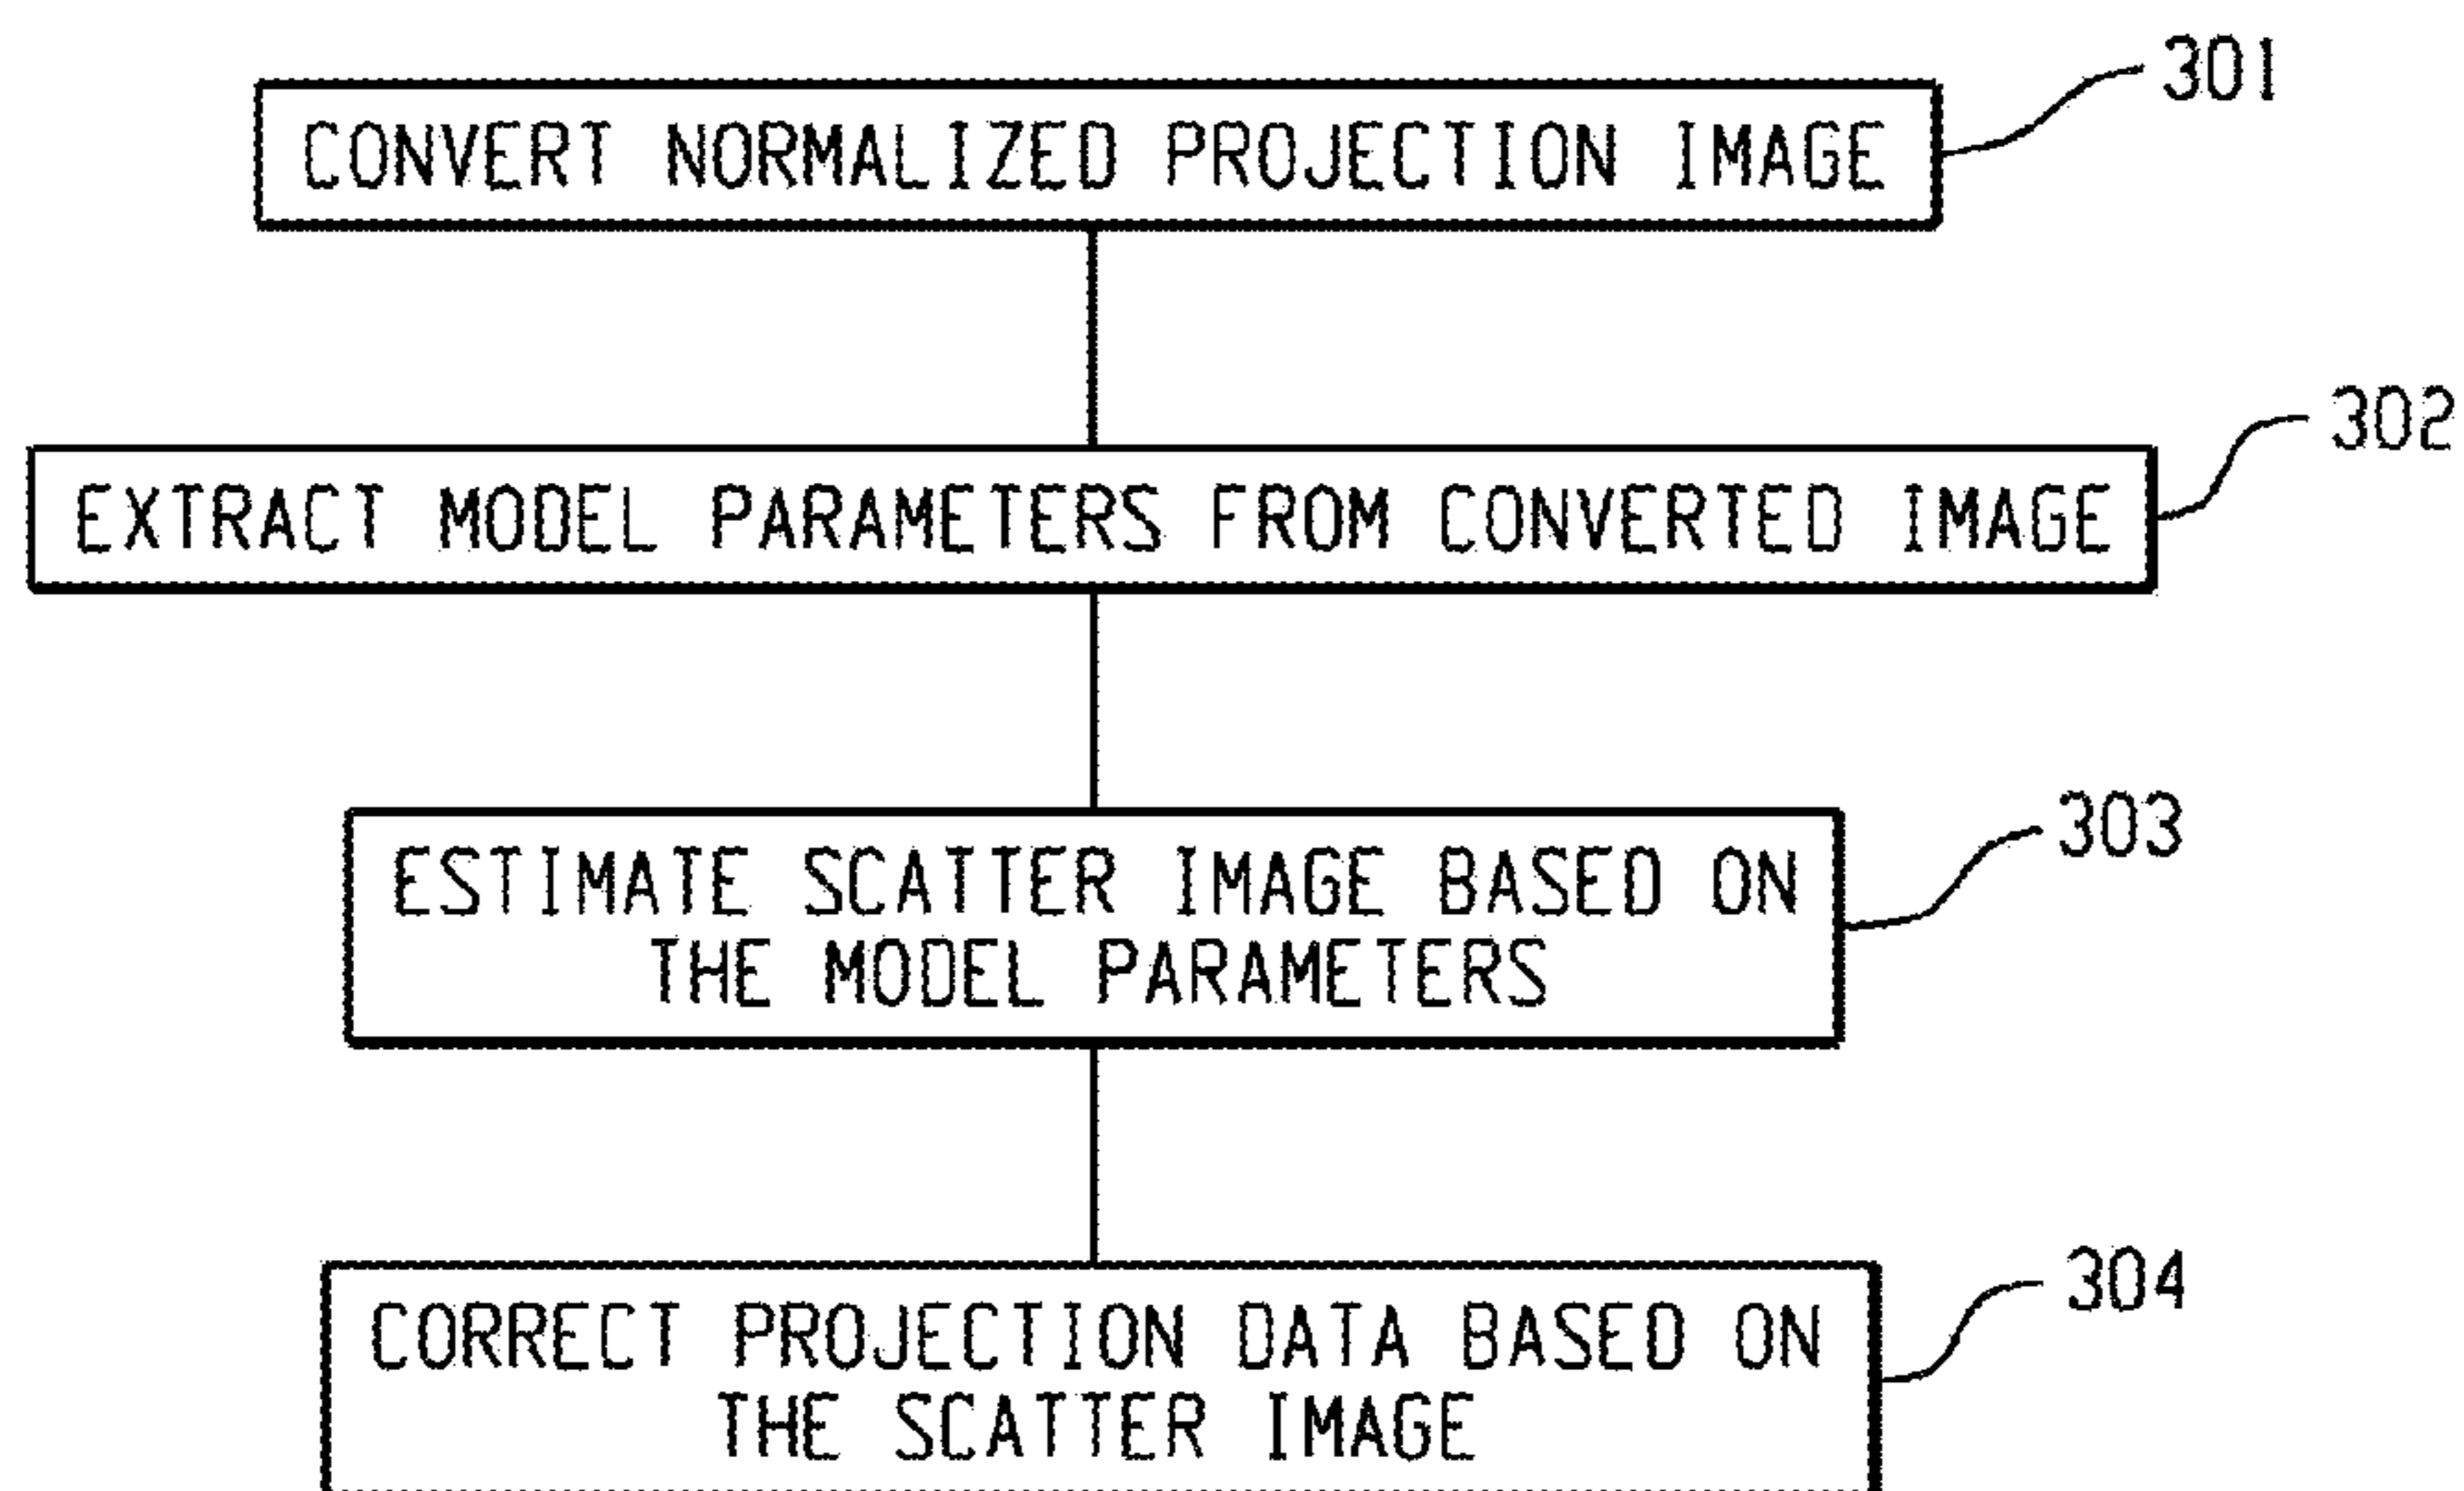 301
CONVERT NORMALIZED PROJECTION IMAGE
302
EXTRACT MODEL PARAMETERS FROM CONVERTED IMAGE
303
ESTIMATE SCATTER IMAGE BASED ON
THE MODEL PARAMETERS
304
CORRECT PROJECTION DATA BASED ON
THE SCATTER IMAGE